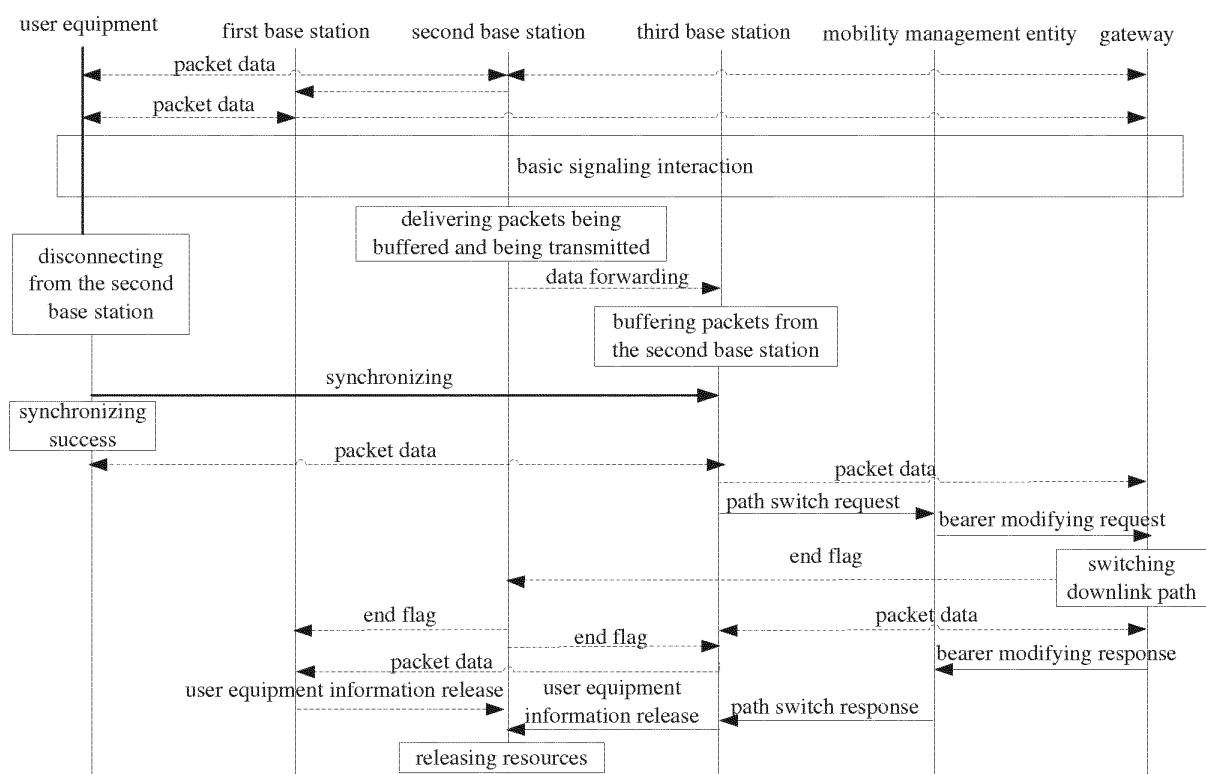 user equipment
first base station
second base station
third base station
mobility management entity
gateway
packet data
packet data
basic signaling interaction
delivering packets being
buffered and being transmitted
disconnecting
from the second
base station
data forwarding
buffering packets from
the second base station
synchronizing
synchronizing
success
packet data
packet data
path switch request
bearer modifying request
end flag
switching
downlink path
end flag
packet data
end flag
packet data
bearer modifying response
user equipment information release
user equipment
information release
path switch response
releasing resources